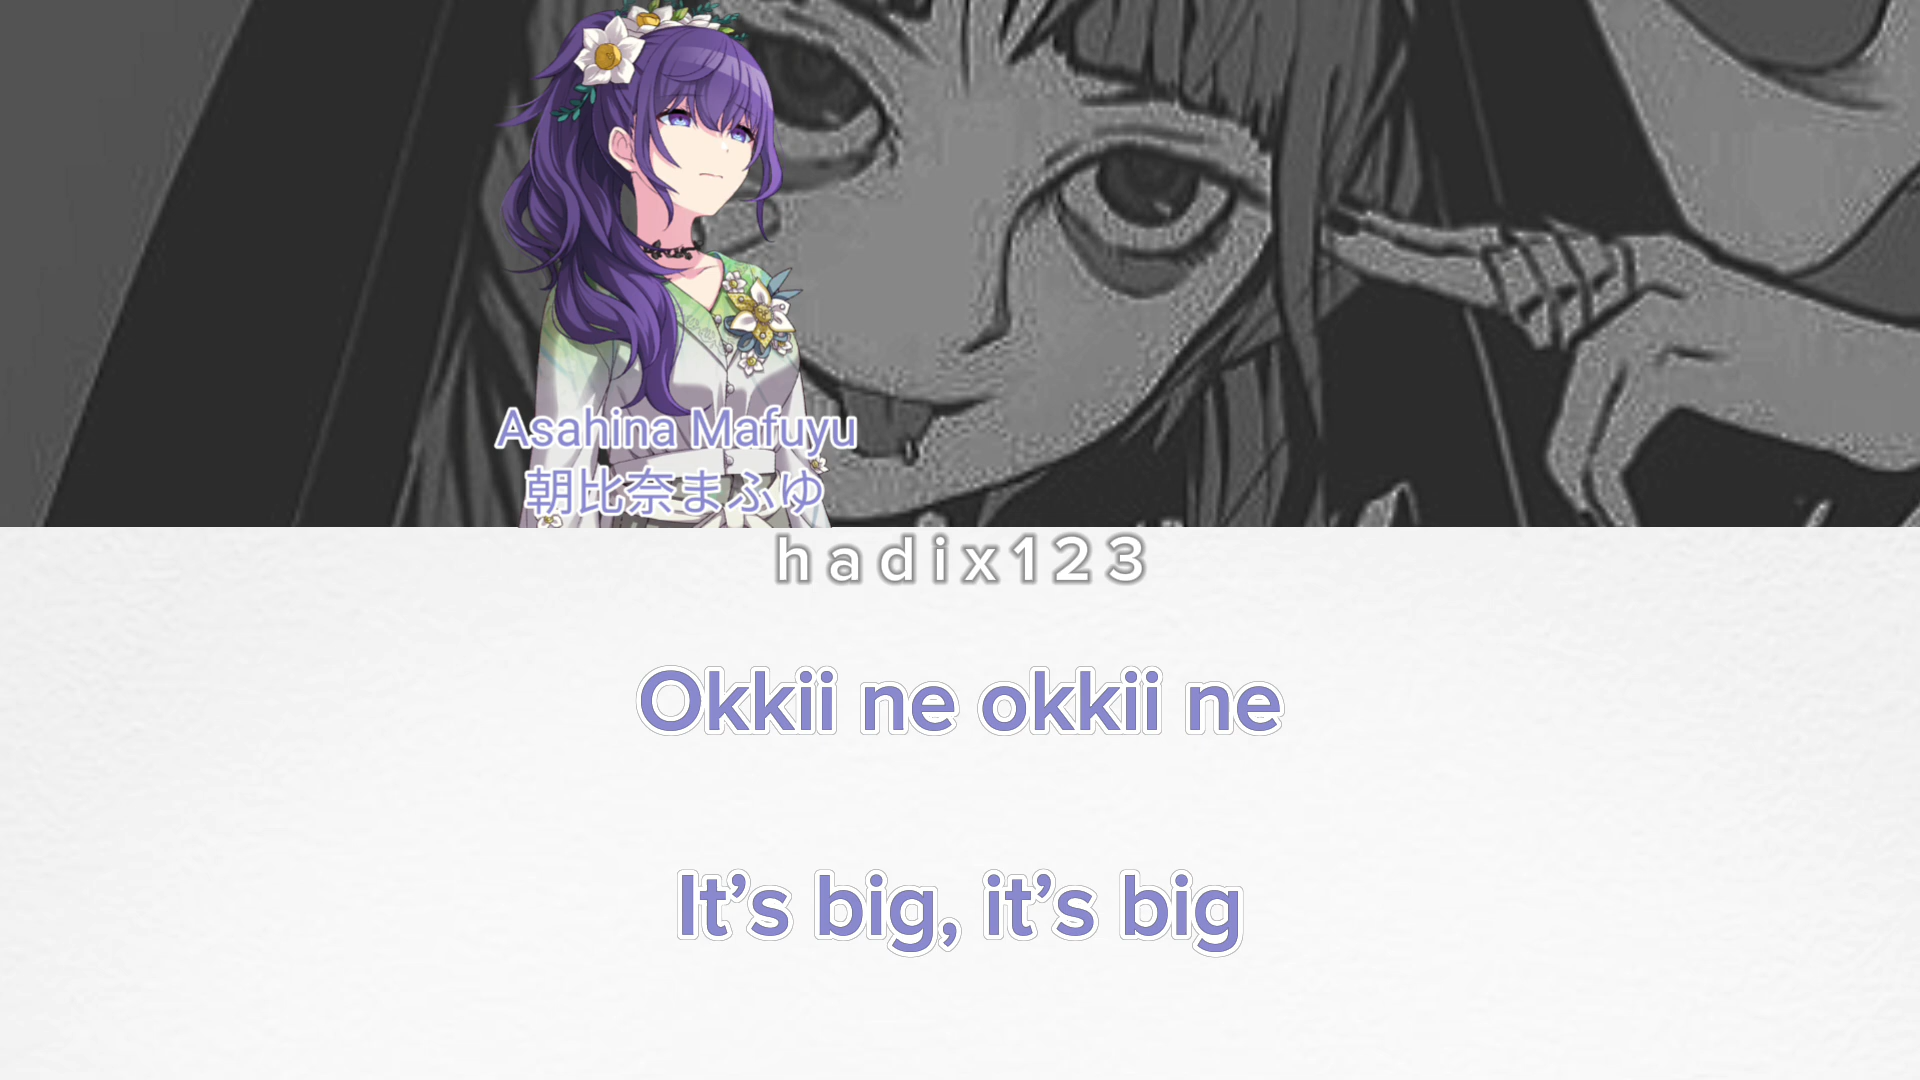 Asahina Mafuyu
朝比奈まふゆ
hadix123
Okkii ne okkii ne
It’s big, it’s big